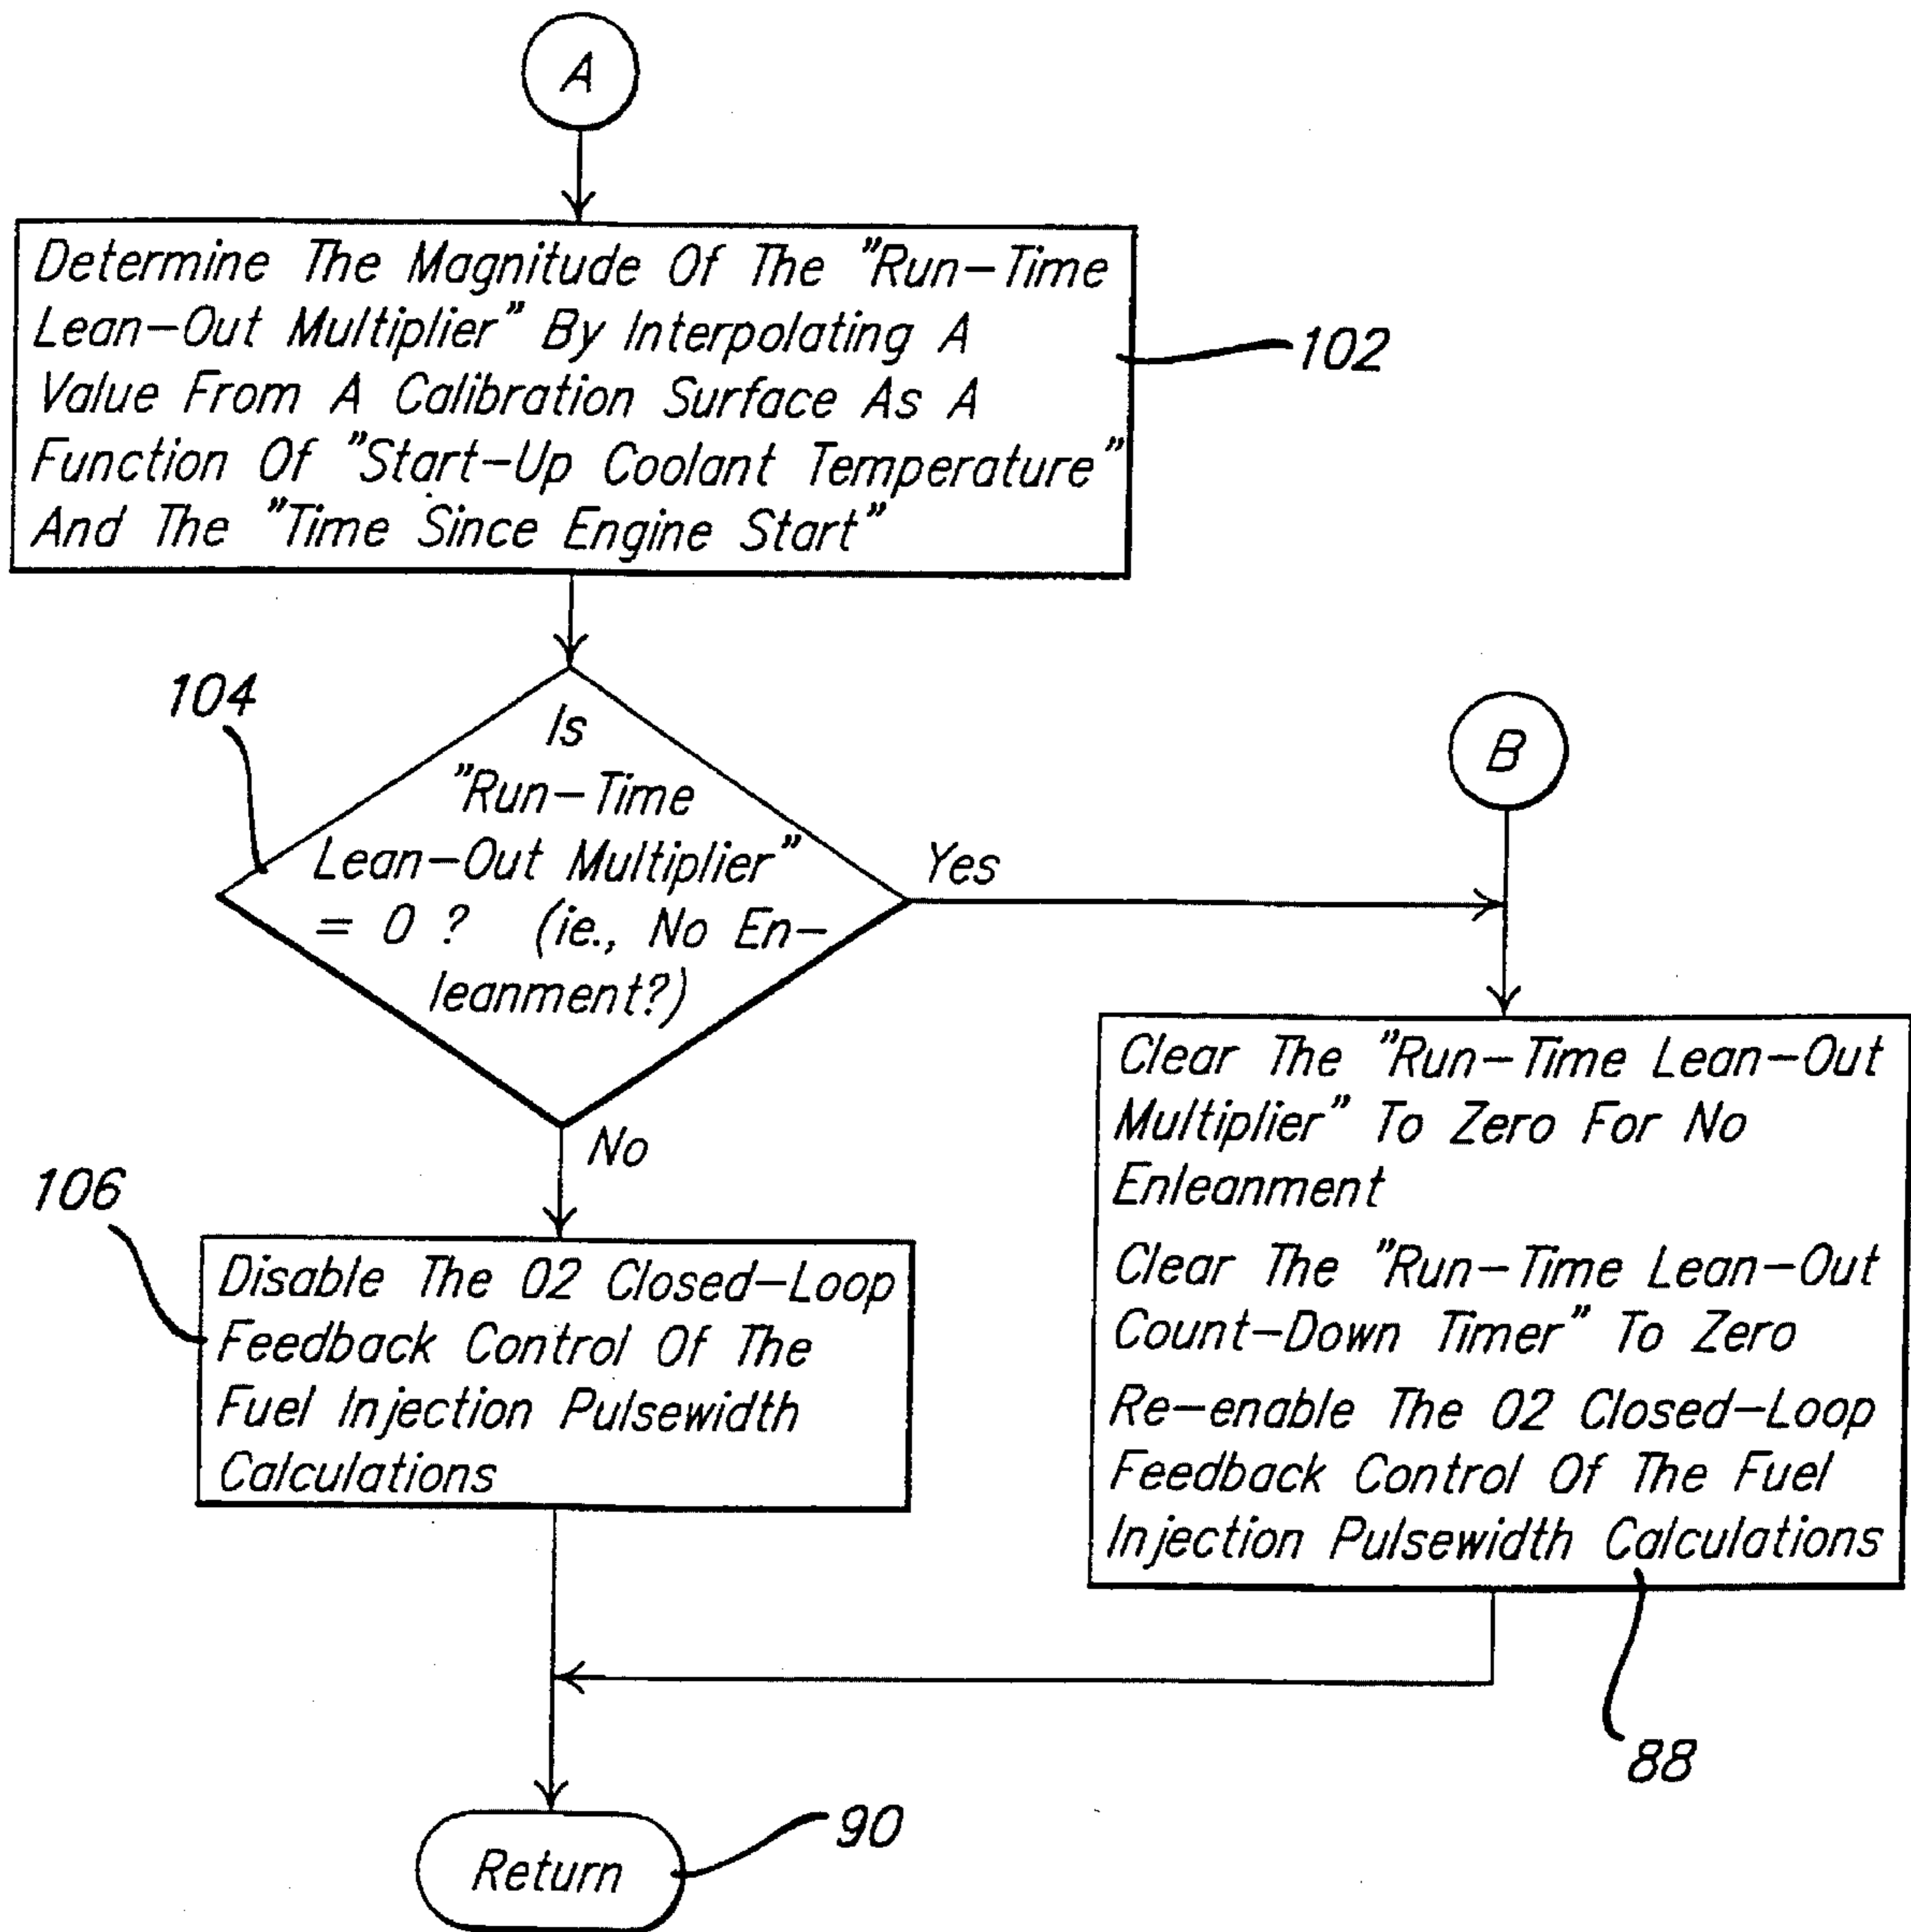 A
Determine The Magnitude Of The "Run-Time
Lean-Out Multiplier" By Interpolating A
Value From A Calibration Surface As A
Function Of "Start-Up Coolant Temperature"
And The "Time Since Engine Start"
102
104
Is
"Run-Time
Lean-Out Multiplier"
= 0 ? (ie., No En-
leanment?)
Yes
No
B
Clear The "Run-Time Lean-Out
Multiplier" To Zero For No
Enleanment
Clear The "Run-Time Lean-Out
Count-Down Timer" To Zero
Re-enable The O2 Closed-Loop
Feedback Control Of The Fuel
Injection Pulsewidth Calculations
88
106
Disable The O2 Closed-Loop
Feedback Control Of The
Fuel Injection Pulsewidth
Calculations
Return
90